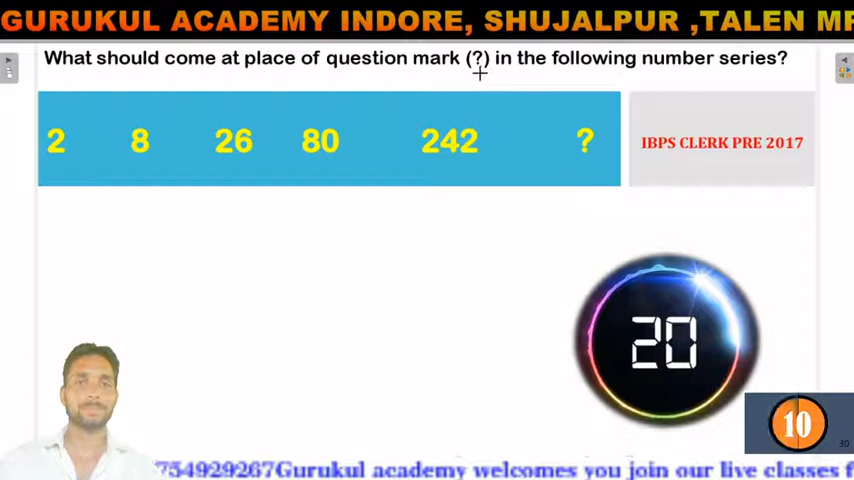 GURUKUL ACADEMY INDORE, SHUJALPUR ,TALEN MP
What should come at place of question mark (?) in the following number series?
2 8 26 80 242 ?
IBPS CLERK PRE 2017
20
10
30
754929267Gurukul academy welcomes you join our live classes f